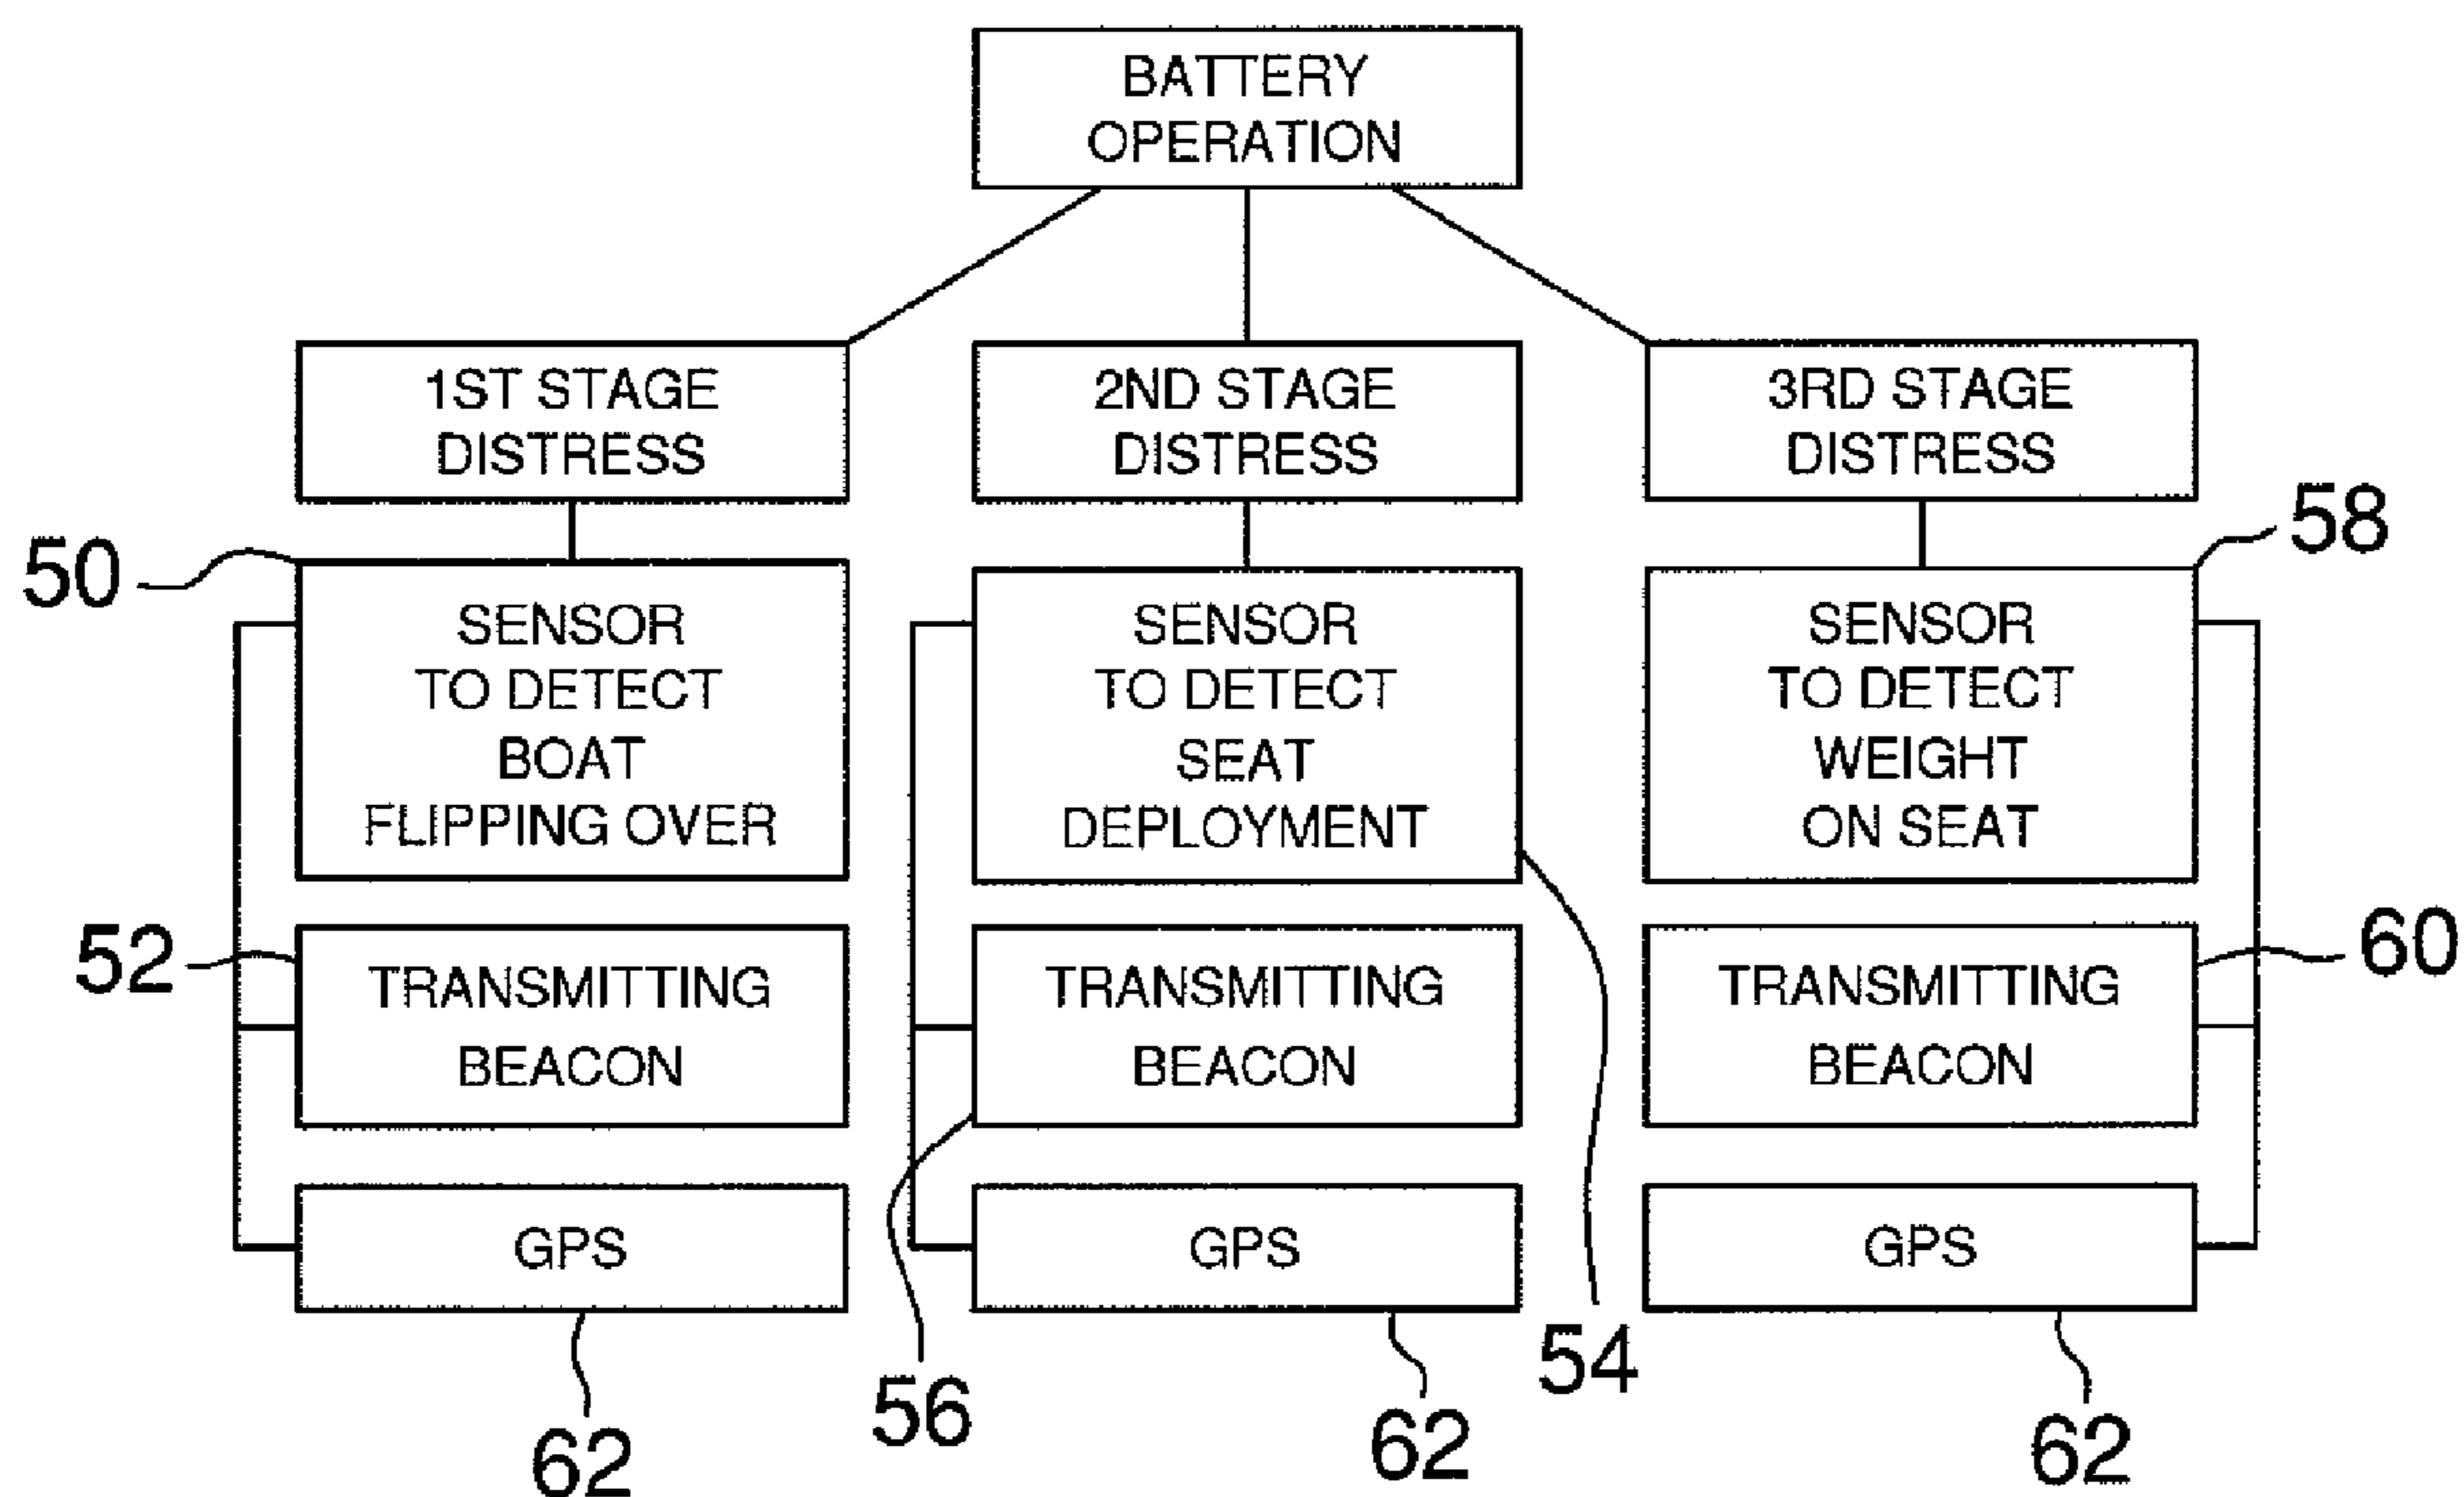 BATTERY
OPERATION
1ST STAGE
DISTRESS
2ND STAGE
DISTRESS
3RD STAGE
DISTRESS
50
SENSOR
TO DETECT
BOAT
FLIPPING OVER
SENSOR
TO DETECT
SEAT
DEPLOYMENT
58
SENSOR
TO DETECT
WEIGHT
ON SEAT
52
TRANSMITTING
BEACON
TRANSMITTING
BEACON
60
TRANSMITTING
BEACON
GPS
GPS
GPS
62
56
62
54
62